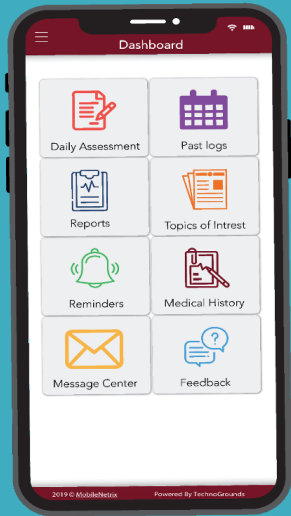 Dashboard
Daily Assessment
Past logs
Reports
Topics of Intrest
Reminders
Medical History
?
Message Center
Feedback
2019 © MobileNetrix
Powered By TechnoGrounds